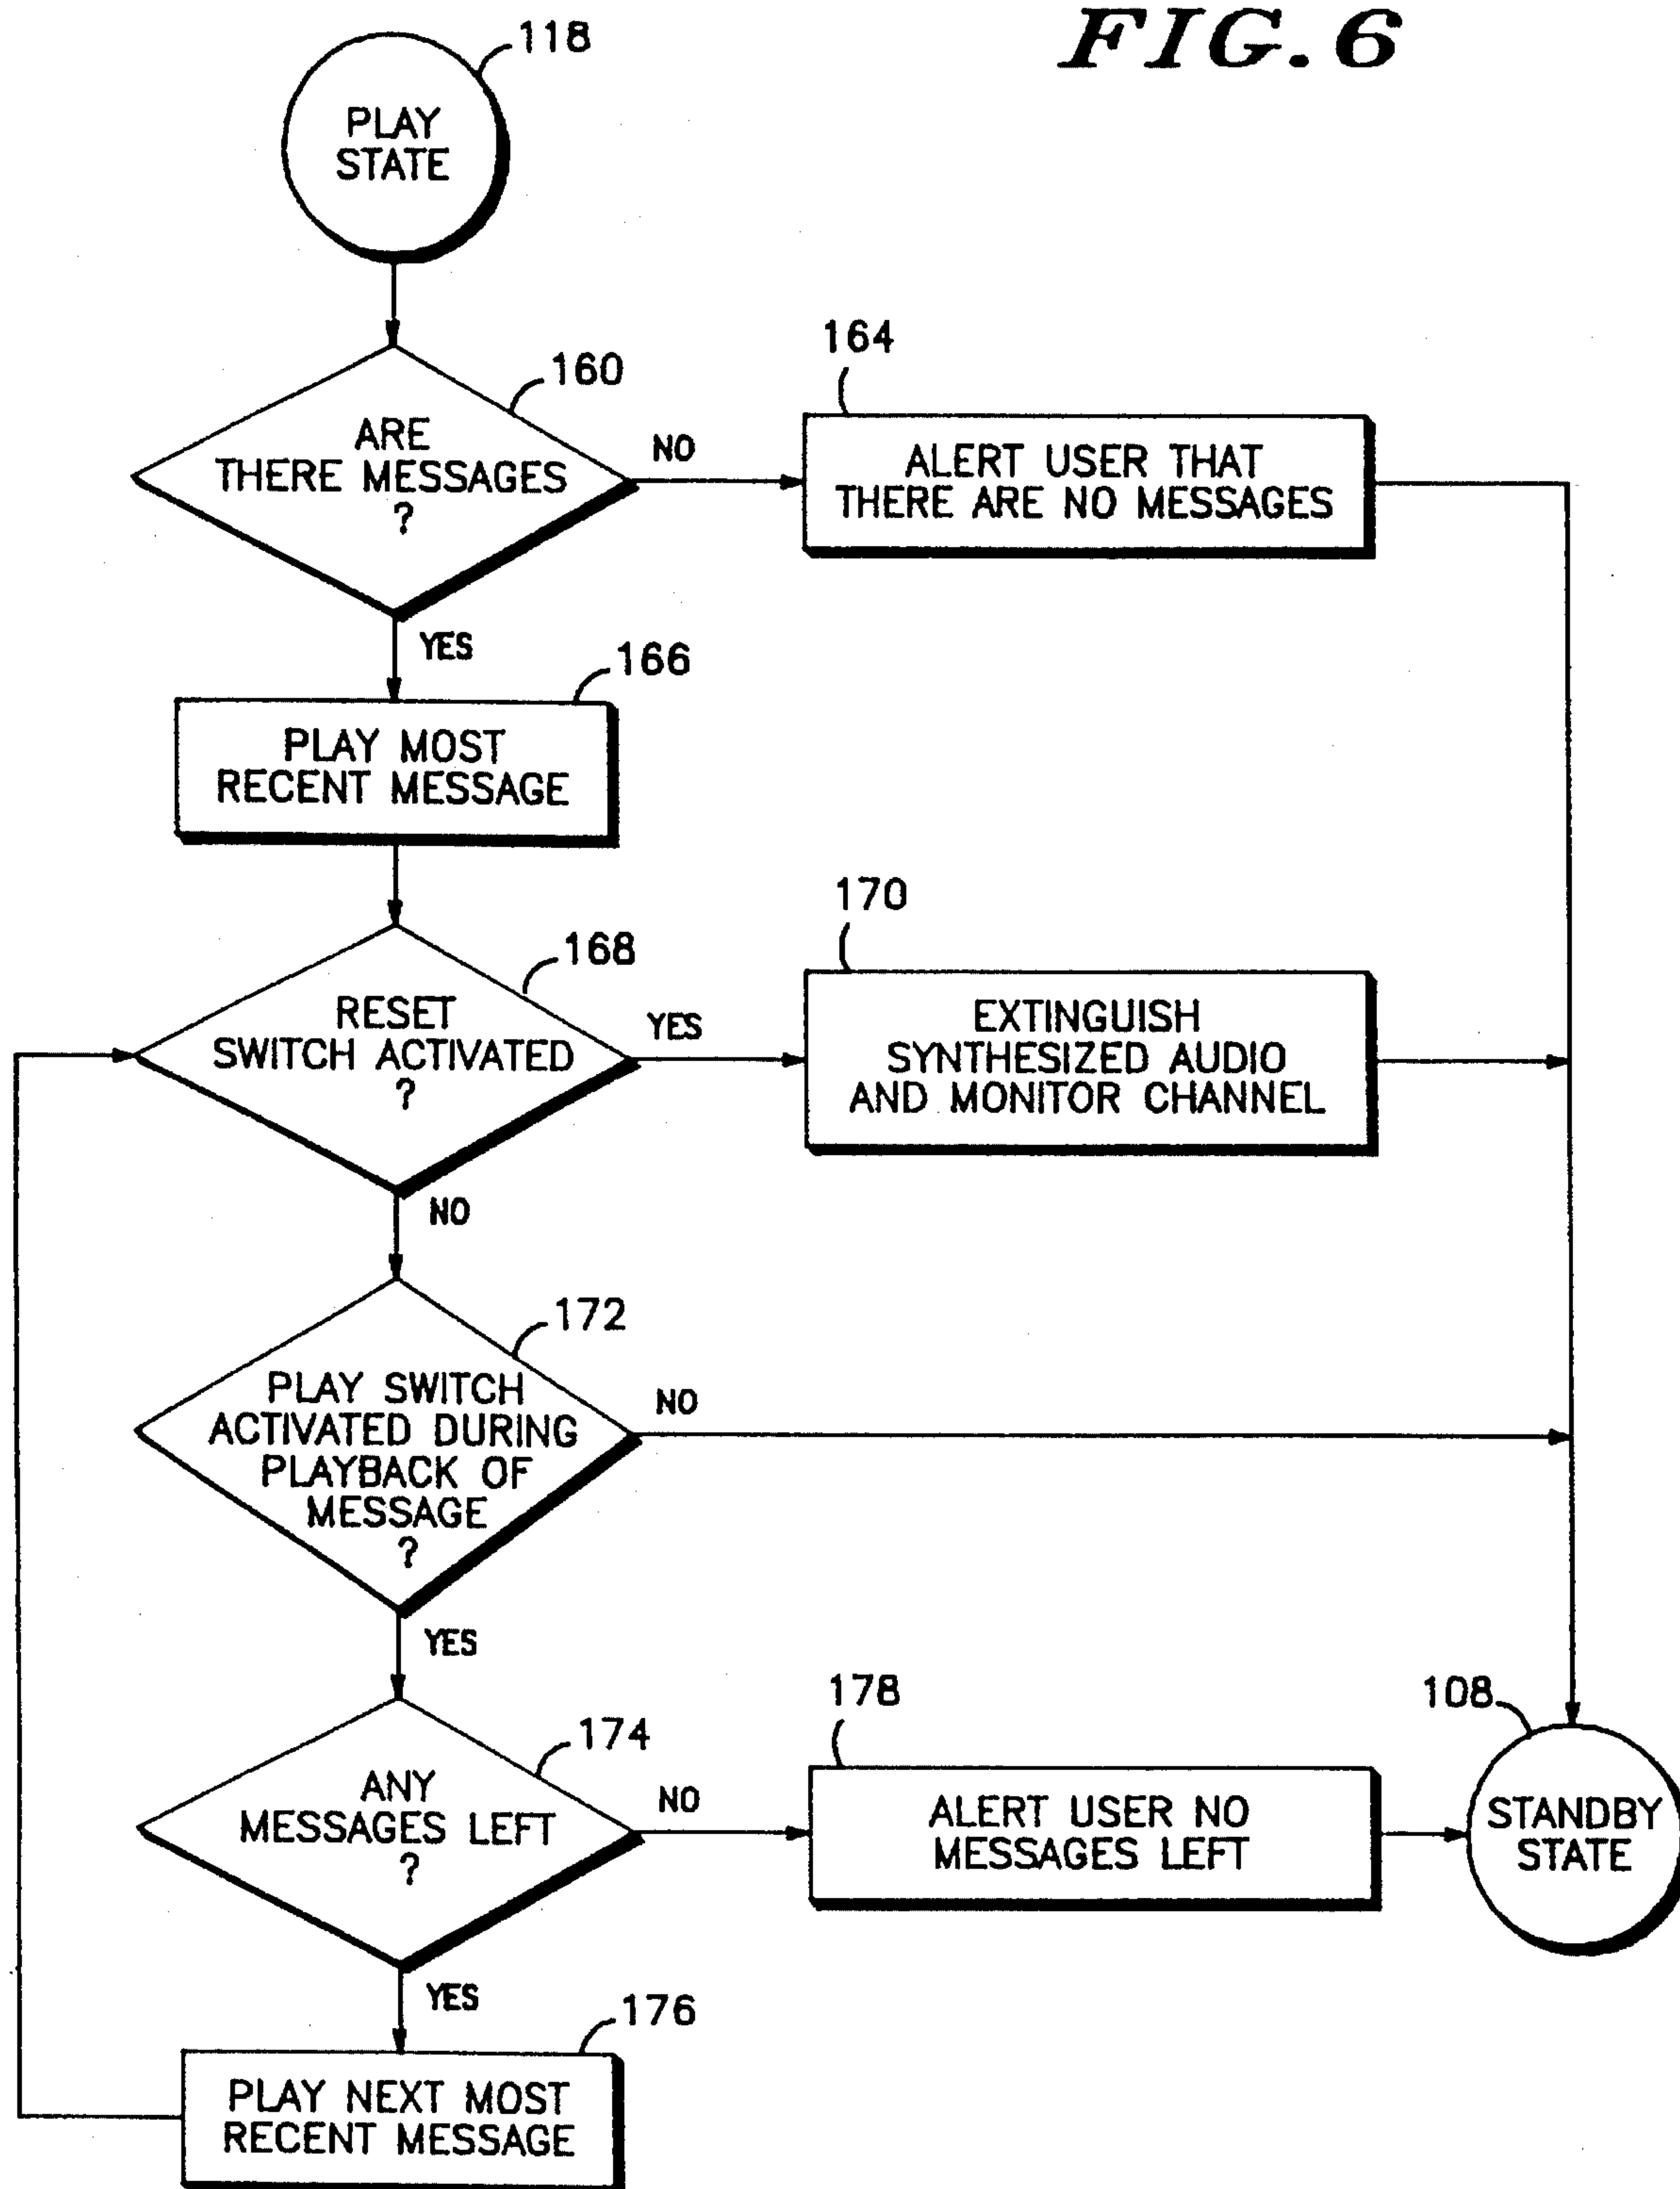 FIG. 6
118
PLAY
STATE
160
ARE
THERE MESSAGES
?
NO
164
ALERT USER THAT
THERE ARE NO MESSAGES
YES
166
PLAY MOST
RECENT MESSAGE
168
RESET
SWITCH ACTIVATED
?
YES
170
EXTINGUISH
SYNTHESIZED AUDIO
AND MONITOR CHANNEL
NO
172
PLAY SWITCH
ACTIVATED DURING
PLAYBACK OF
MESSAGE
?
NO
YES
174
ANY
MESSAGES LEFT
?
NO
178
ALERT USER NO
MESSAGES LEFT
108
STANDBY
STATE
YES
176
PLAY NEXT MOST
RECENT MESSAGE